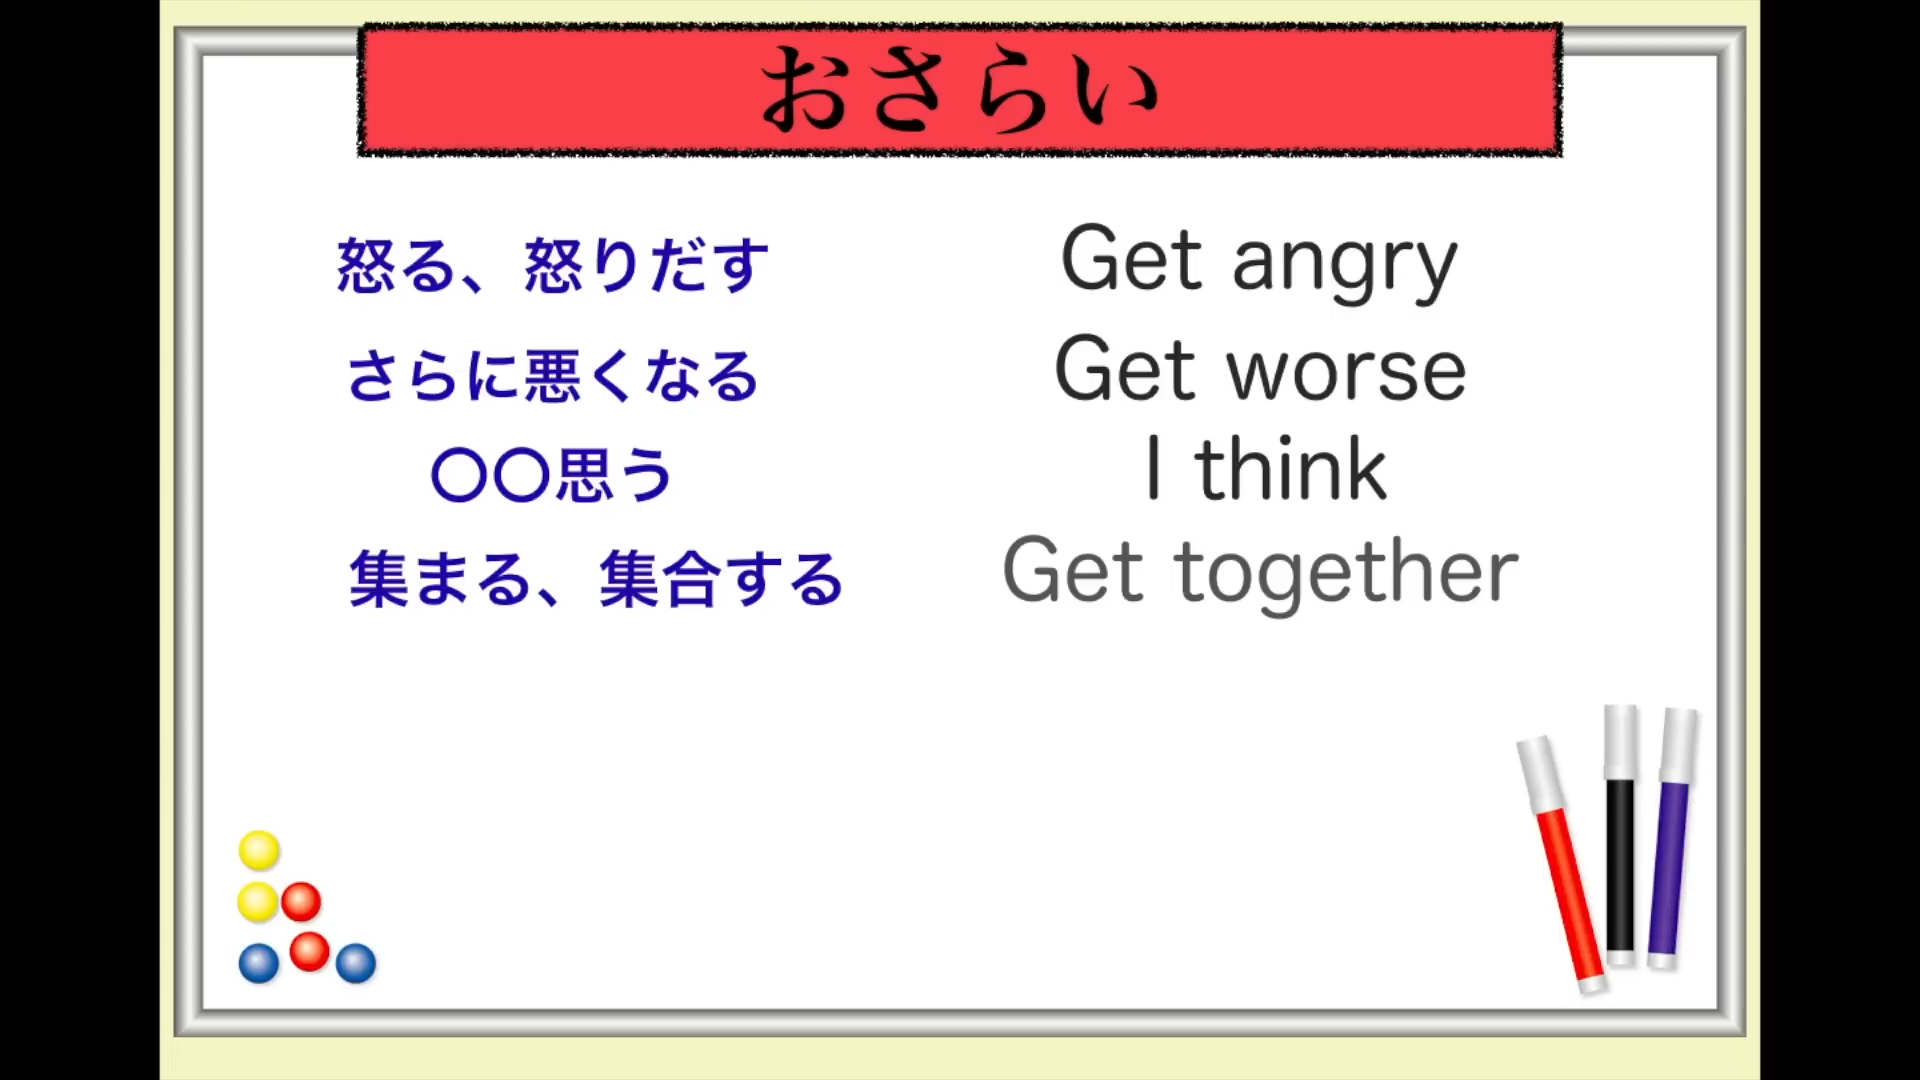 おさらい
怒る、怒りだす Get angry
さらに悪くなる Get worse
〇〇思う I think
集まる、集合する Get together